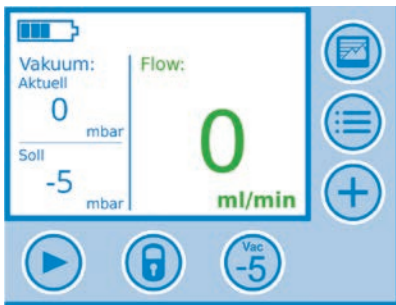 Vakuum:
Aktuell
0
mbar
Soll
-5
mbar
Flow:
0
ml/min
Vac
-5